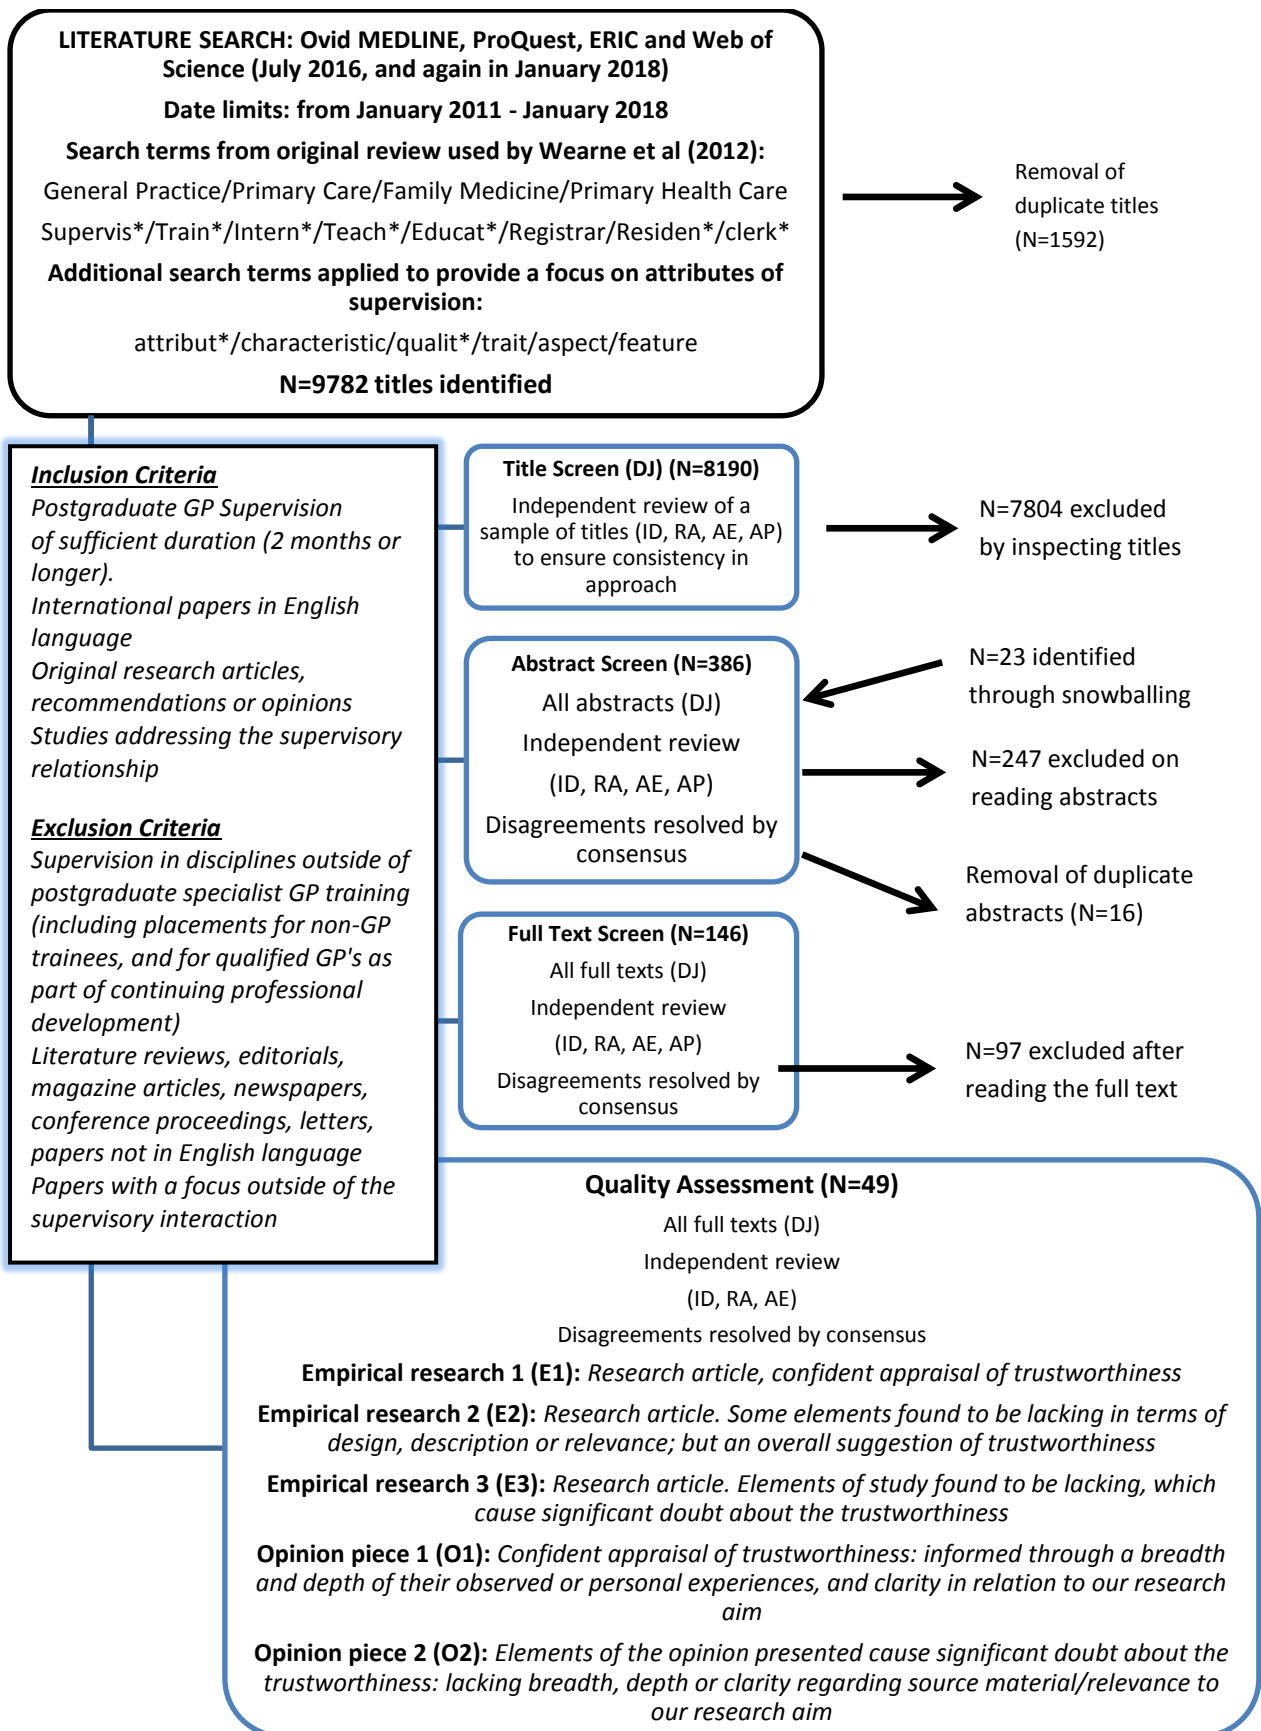 LITERATURE SEARCH: Ovid MEDLINE, ProQuest, ERIC and Web of
Science (July 2016, and again in January 2018)
Date limits: from January 2011 - January 2018
Search terms from original review used by Wearne et al (2012):
General Practice/Primary Care/Family Medicine/Primary Health Care
Supervis*/Train*/Intern*/Teach*/Educat*/Registrar/Residen*/clerk*
Additional search terms applied to provide a focus on attributes of
supervision:
attribut*/characteristic/qualit*/trait/aspect/feature
N=9782 titles identified
Removal of
duplicate titles
(N=1592)
Inclusion Criteria
Postgraduate GP Supervision
of sufficient duration (2 months or
longer).
International papers in English
language
Original research articles,
recommendations or opinions
Studies addressing the supervisory
relationship
Exclusion Criteria
Supervision in disciplines outside of
postgraduate specialist GP training
(including placements for non-GP
trainees, and for qualified GP's as
part of continuing professional
development)
Literature reviews, editorials,
magazine articles, newspapers,
conference proceedings, letters,
papers not in English language
Papers with a focus outside of the
supervisory interaction
Title Screen (DJ) (N=8190)
Independent review of a
sample of titles (ID, RA, AE, AP)
to ensure consistency in
approach
N=7804 excluded
by inspecting titles
Abstract Screen (N=386)
All abstracts (DJ)
Independent review
(ID, RA, AE, AP)
Disagreements resolved by
consensus
N=23 identified
through snowballing
N=247 excluded on
reading abstracts
Removal of duplicate
abstracts (N=16)
Full Text Screen (N=146)
All full texts (DJ)
Independent review
(ID, RA, AE, AP)
Disagreements resolved by
consensus
N=97 excluded after
reading the full text
Quality Assessment (N=49)
All full texts (DJ)
Independent review
(ID, RA, AE)
Disagreements resolved by consensus
Empirical research 1 (E1): Research article, confident appraisal of trustworthiness
Empirical research 2 (E2): Research article. Some elements found to be lacking in terms of
design, description or relevance; but an overall suggestion of trustworthiness
Empirical research 3 (E3): Research article. Elements of study found to be lacking, which
cause significant doubt about the trustworthiness
Opinion piece 1 (O1): Confident appraisal of trustworthiness: informed through a breadth
and depth of their observed or personal experiences, and clarity in relation to our research
aim
Opinion piece 2 (O2): Elements of the opinion presented cause significant doubt about the
trustworthiness: lacking breadth, depth or clarity regarding source material/relevance to
our research aim